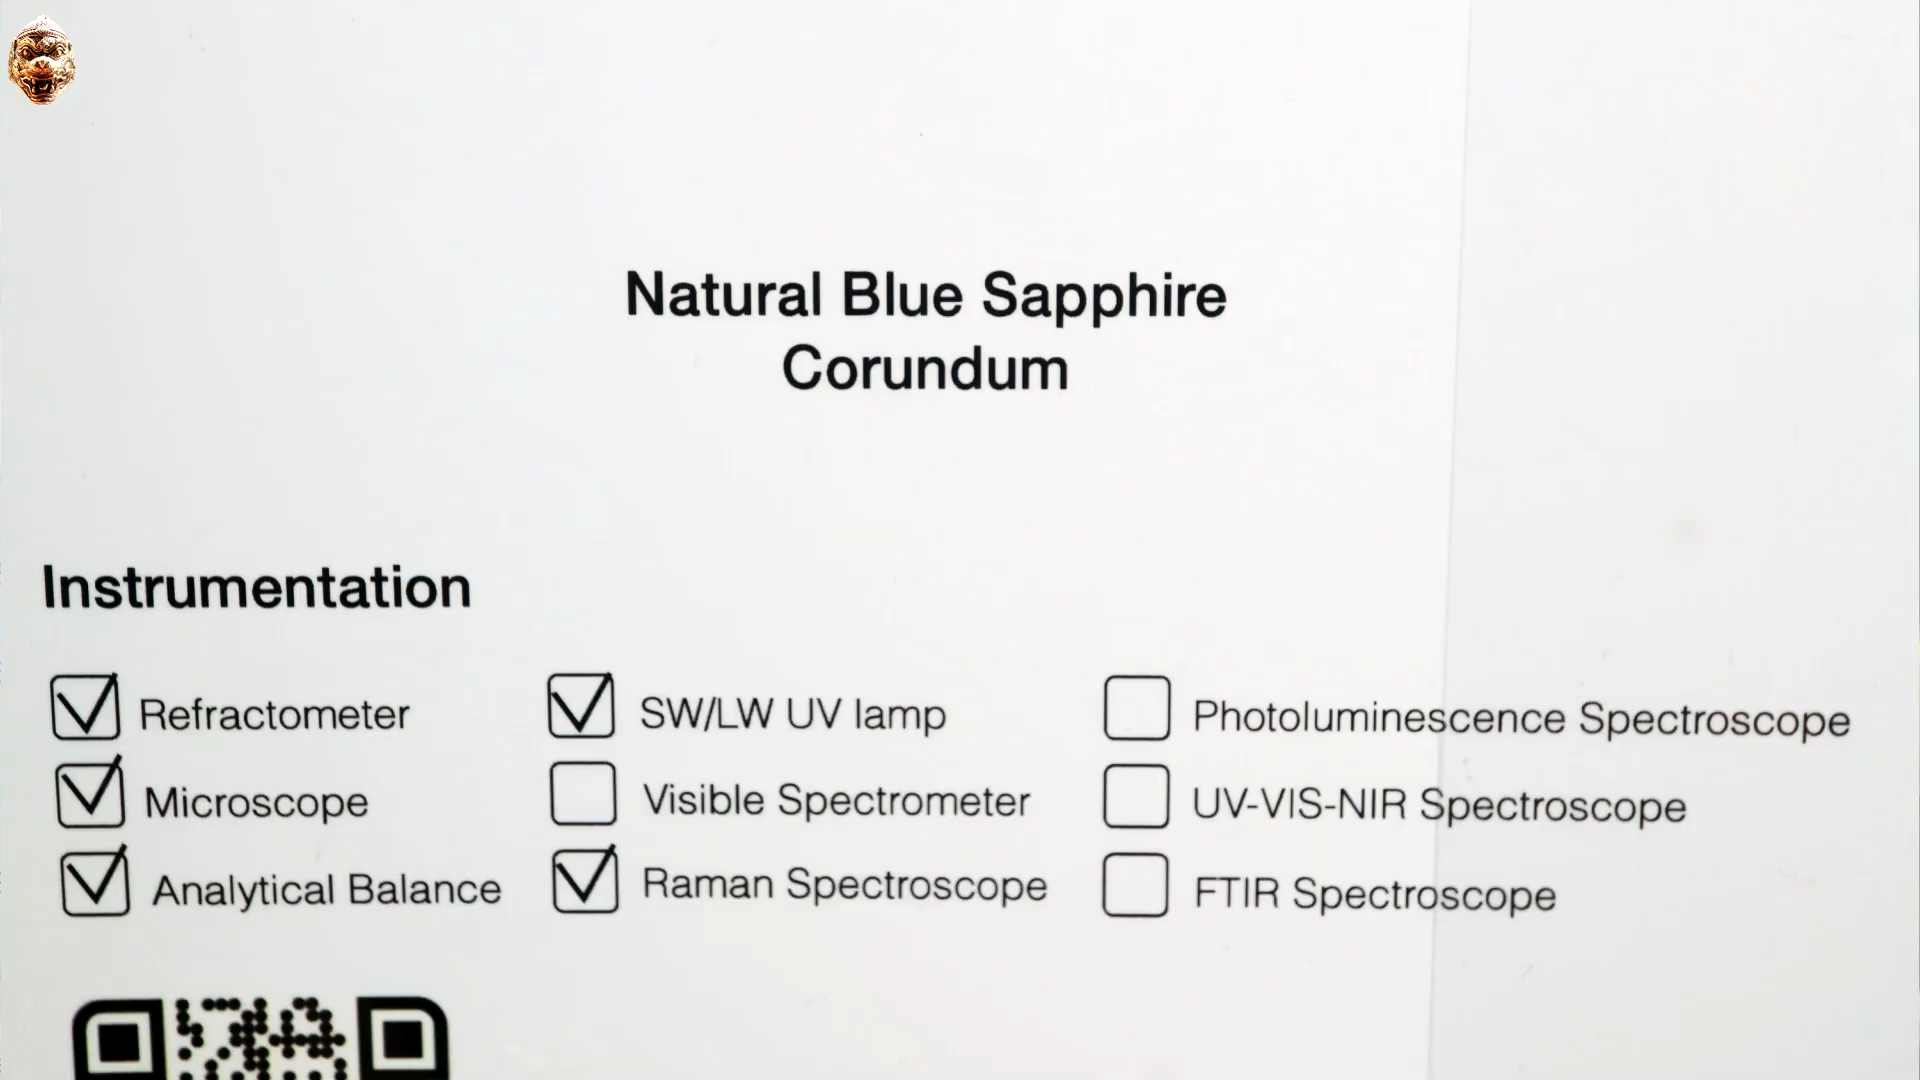 Natural Blue Sapphire
Corundum
Instrumentation
Refractometer
SW/LW UV lamp
Photoluminescence Spectroscope
Microscope
Visible Spectrometer
UV-VIS-NIR Spectroscope
Analytical Balance
Raman Spectroscope
FTIR Spectroscope